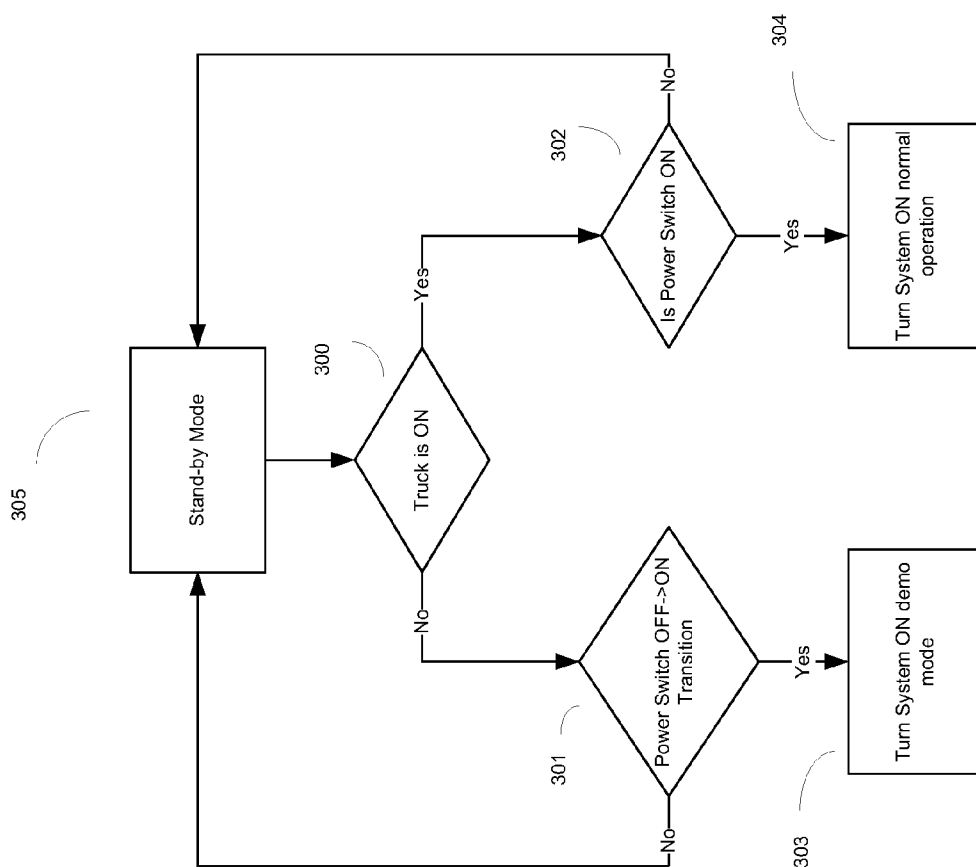 305
Stand-by Mode
300
Truck is ON
No
Yes
301
Power Switch OFF->ON
Transition
302
Is Power Switch ON
No
No
Yes
Yes
303
Turn System ON demo
mode
304
Turn System ON normal
operation